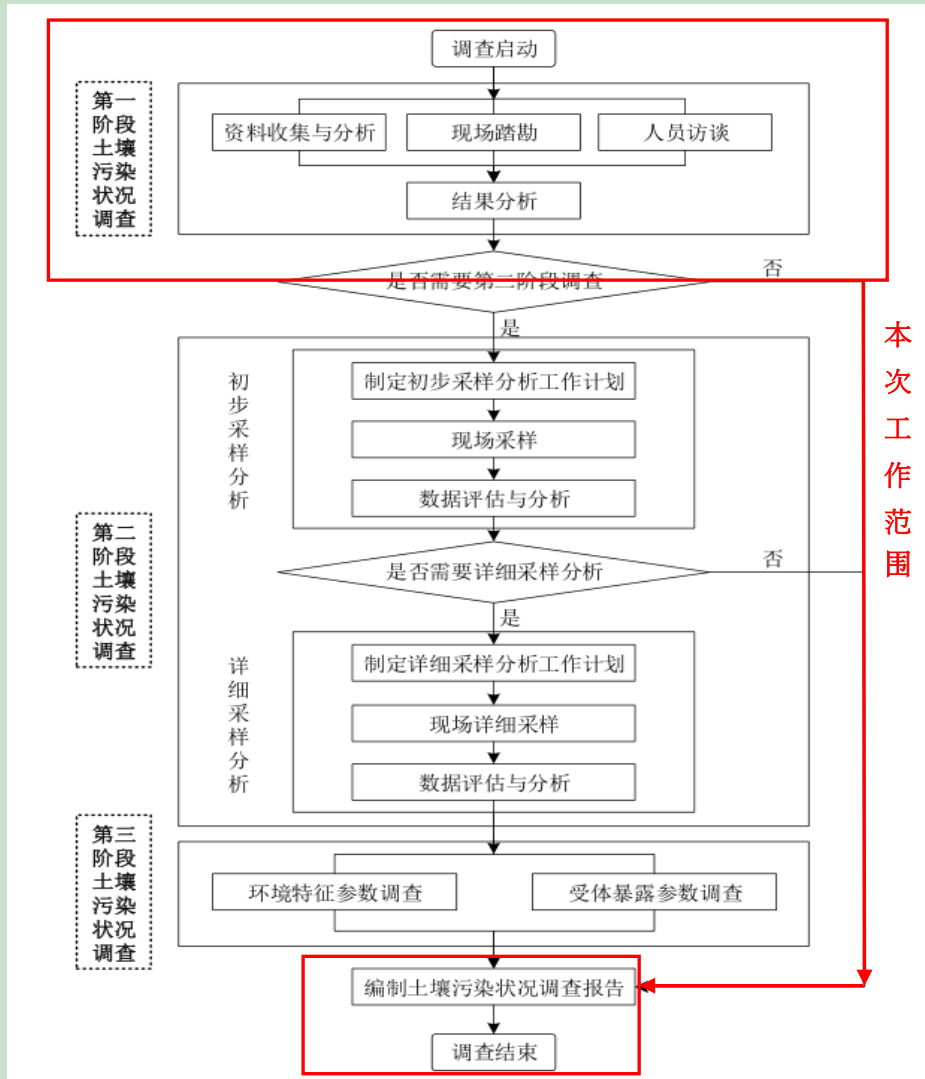 调查启动
第一
阶段
土壤
污染
状况
调查
资料收集与分析
现场踏勘
人员访谈
结果分析
是否需要第二阶段调查
否
是
本次工作范围
初步采样分析
制定初步采样分析工作计划
现场采样
数据评估与分析
第二
阶段
土壤
污染
状况
调查
是否需要详细采样分析
否
是
详细采样分析
制定详细采样分析工作计划
现场详细采样
数据评估与分析
第三
阶段
土壤
污染
状况
调查
环境特征参数调查
受体暴露参数调查
编制土壤污染状况调查报告
调查结束